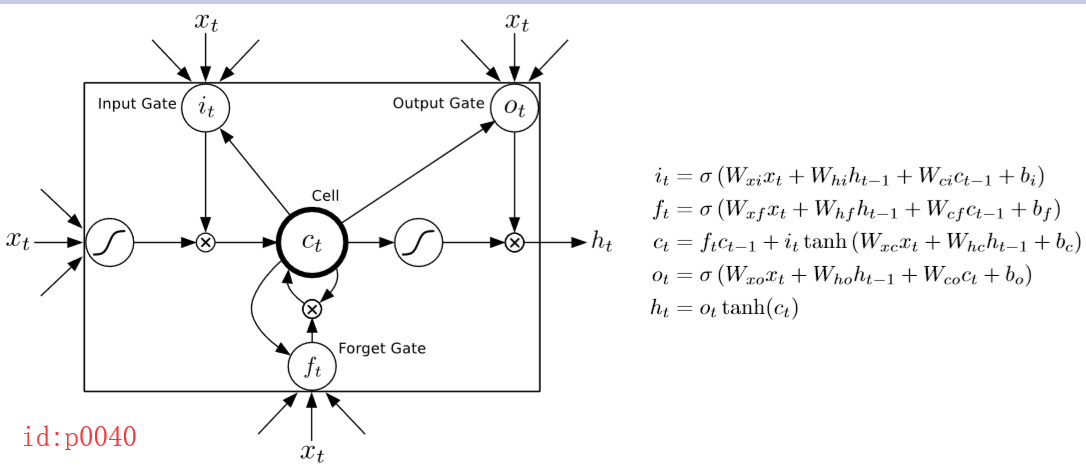 x_t x_t
Input Gate i_t Output Gate o_t
Cell
x_t c_t h_t
Forget Gate
f_t
x_t
id:p0040
i_t = σ (W_{xi}x_t + W_{hi}h_{t−1} + W_{ci}c_{t−1} + b_i)
f_t = σ (W_{xf}x_t + W_{hf}h_{t−1} + W_{cf}c_{t−1} + b_f)
c_t = f_tc_{t−1} + i_t tanh (W_{xc}x_t + W_{hc}h_{t−1} + b_c)
o_t = σ (W_{xo}x_t + W_{ho}h_{t−1} + W_{co}c_t + b_o)
h_t = o_t tanh(c_t)